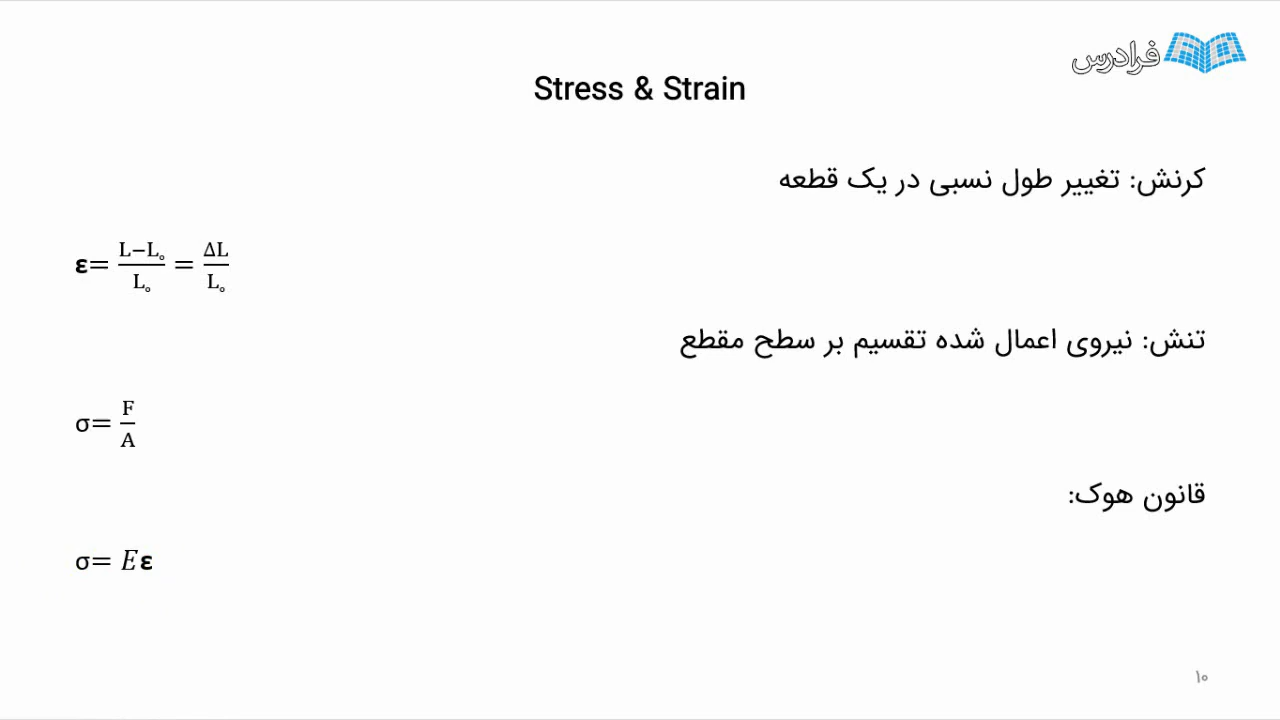 فرادرس
Stress & Strain
کرنش: تغییر طول نسبی در یک قطعه
ε= (L−L₀)/L₀ = ΔL/L₀
تنش: نیروی اعمال شده تقسیم بر سطح مقطع
σ= F/A
قانون هوک:
σ= Eε
۱۰